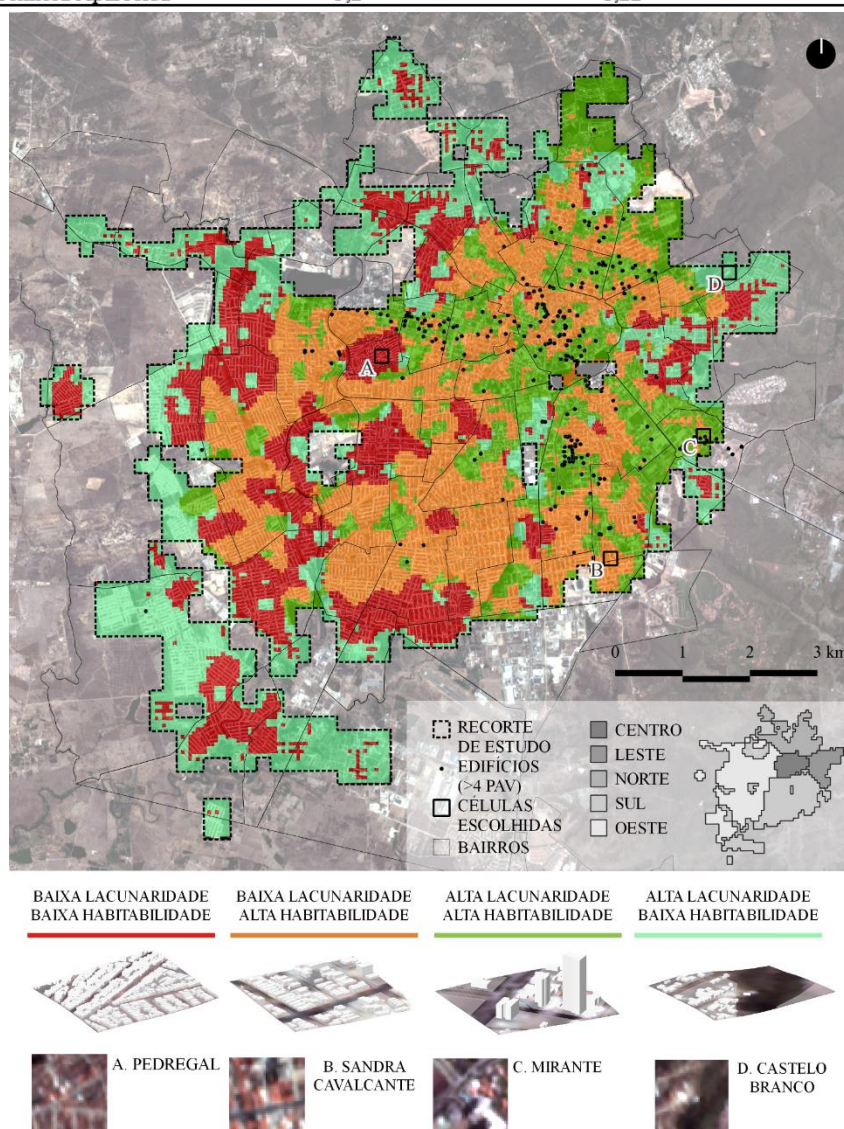 A
B
C
D
0 1 2 3 km
RECORTE
DE ESTUDO
EDIFÍCIOS
(>4 PAV)
CÉLULAS
ESCOLHIDAS
BAIRROS
CENTRO
LESTE
NORTE
SUL
OESTE
BAIXA LACUNARIDADE
BAIXA HABITABILIDADE
BAIXA LACUNARIDADE
ALTA HABITABILIDADE
ALTA LACUNARIDADE
ALTA HABITABILIDADE
ALTA LACUNARIDADE
BAIXA HABITABILIDADE
A. PEDREGAL
B. SANDRA
CAVALCANTE
C. MIRANTE
D. CASTELO
BRANCO